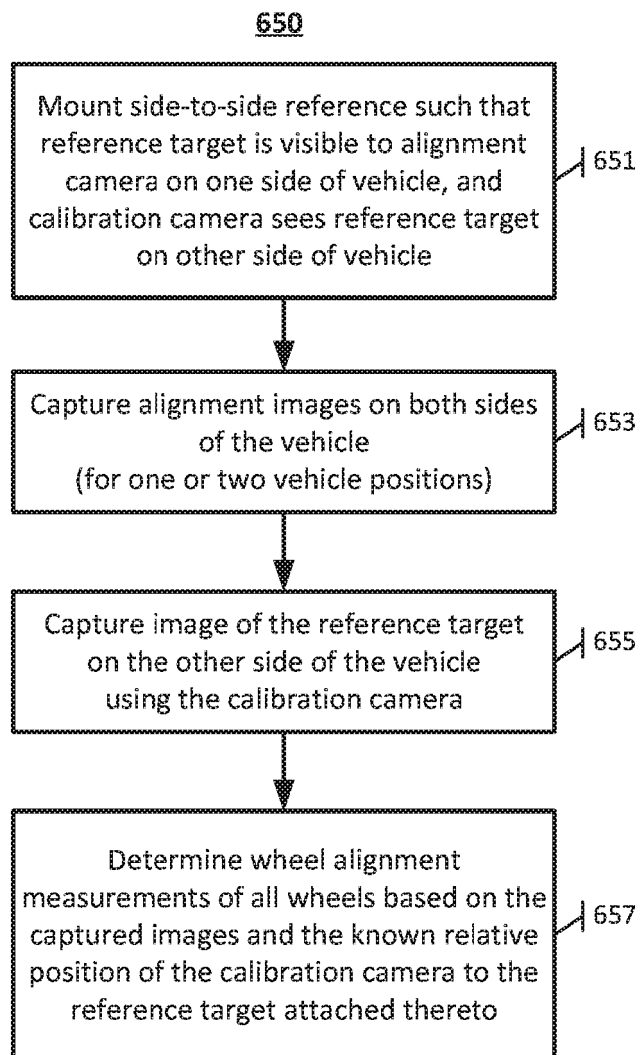 650
Mount side-to-side reference such that
reference target is visible to alignment
camera on one side of vehicle, and
calibration camera sees reference target
on other side of vehicle
651
Capture alignment images on both sides
of the vehicle
(for one or two vehicle positions)
653
Capture image of the reference target
on the other side of the vehicle
using the calibration camera
655
Determine wheel alignment
measurements of all wheels based on the
captured images and the known relative
position of the calibration camera to the
reference target attached thereto
657